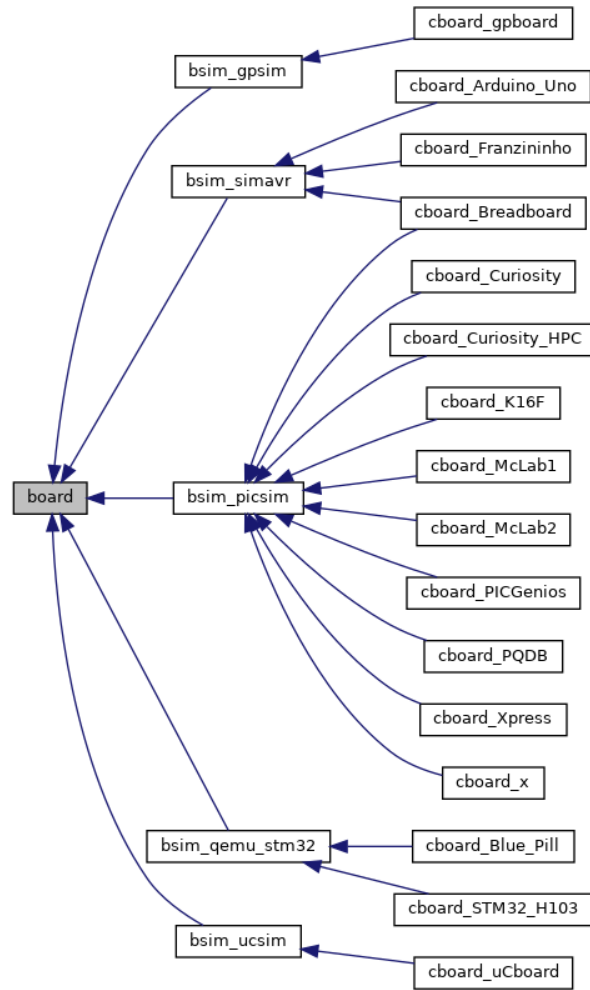 cboard_gpboard
bsim_gpsim
cboard_Arduino_Uno
cboard_Franzininho
bsim_simavr
cboard_Breadboard
cboard_Curiosity
cboard_Curiosity_HPC
cboard_K16F
cboard_McLab1
board
bsim_picsim
cboard_McLab2
cboard_PICGenios
cboard_PQDB
cboard_Xpress
cboard_x
bsim_qemu_stm32
cboard_Blue_Pill
cboard_STM32_H103
bsim_ucsim
cboard_uCboard